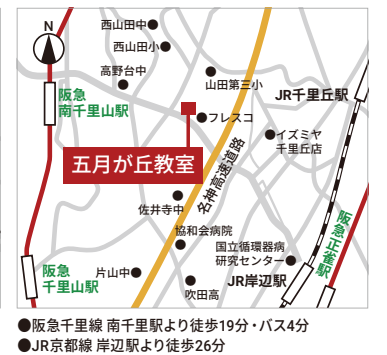 N
西山田中
西山田小
高野台中
山田第三小
JR千里丘駅
阪急
南千里山駅
フレスコ
イズミヤ
千里丘店
五月が丘教室
名神高速道路
佐井寺中
協和会病院
国立循環器病
研究センター
阪急正雀駅
阪急
千里山駅
片山中
JR岸辺駅
吹田高
●阪急千里線 南千里駅より徒歩19分・バス4分
●JR京都線 岸辺駅より徒歩26分